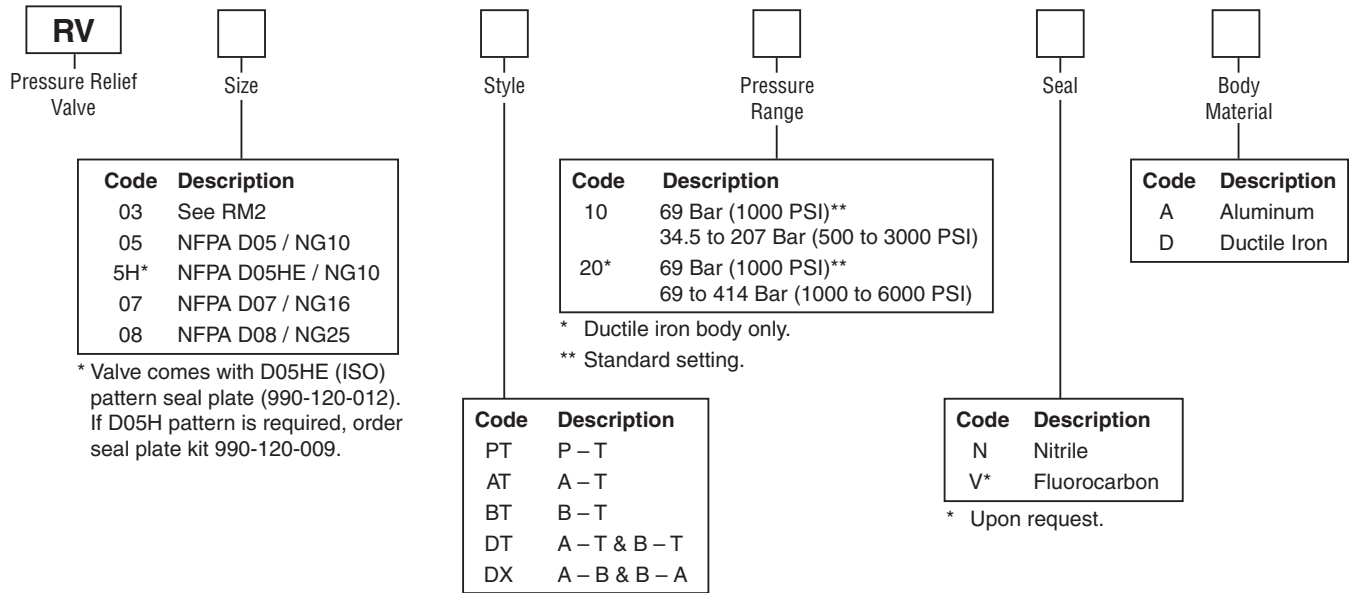 RV
Pressure Relief
Valve
Size
Style
Pressure
Range
Seal
Body
Material
Code Description
03 See RM2
05 NFPA D05 / NG10
5H* NFPA D05HE / NG10
07 NFPA D07 / NG16
08 NFPA D08 / NG25
* Valve comes with D05HE (ISO)
pattern seal plate (990-120-012).
If D05H pattern is required, order
seal plate kit 990-120-009.
Code Description
PT P – T
AT A – T
BT B – T
DT A – T & B – T
DX A – B & B – A
Code Description
10 69 Bar (1000 PSI)**
34.5 to 207 Bar (500 to 3000 PSI)
20* 69 Bar (1000 PSI)**
69 to 414 Bar (1000 to 6000 PSI)
* Ductile iron body only.
** Standard setting.
Code Description
N Nitrile
V* Fluorocarbon
* Upon request.
Code Description
A Aluminum
D Ductile Iron